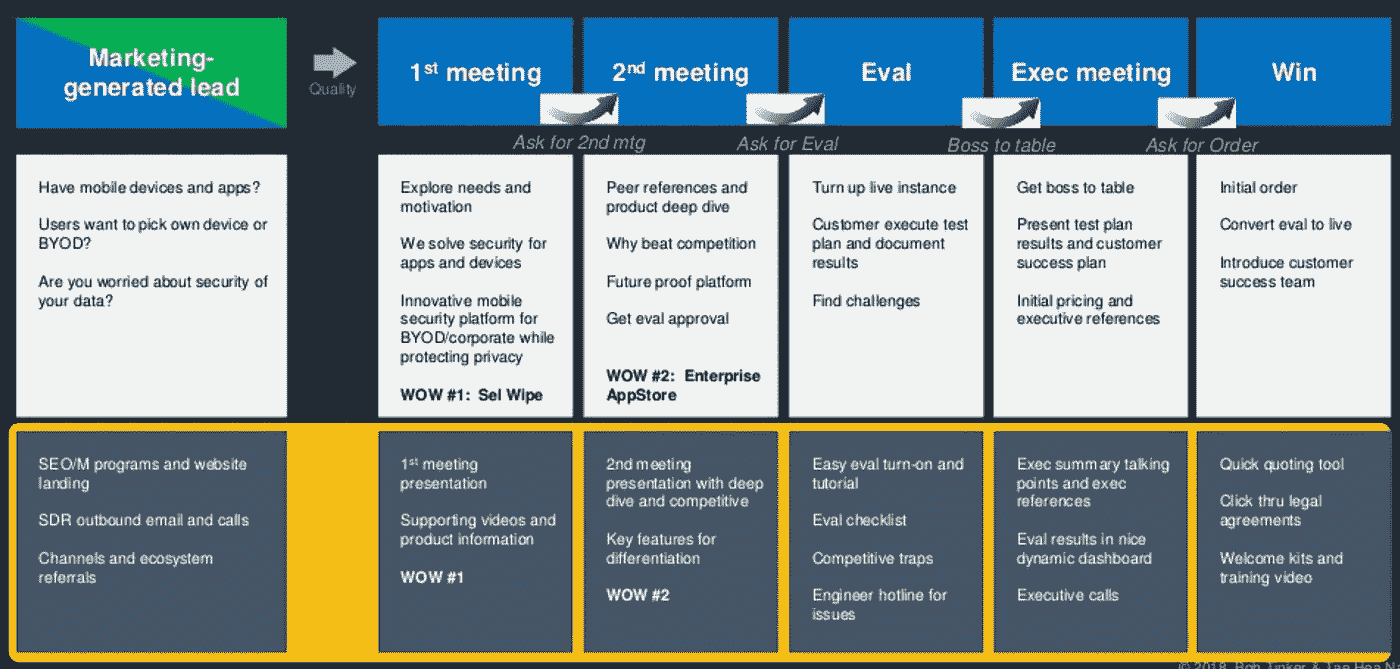 Marketing-
generated lead
Quality
1st meeting
2nd meeting
Eval
Exec meeting
Win
Ask for 2nd mtg
Ask for Eval
Boss to table
Ask for Order
Have mobile devices and apps?
Users want to pick own device or
BYOD?
Are you worried about security of
your data?
Explore needs and
motivation
We solve security for
apps and devices
Innovative mobile
security platform for
BYOD/corporate while
protecting privacy
WOW #1: Sel Wipe
Peer references and
product deep dive
Why beat competition
Future proof platform
Get eval approval
WOW #2: Enterprise
AppStore
Turn up live instance
Customer execute test
plan and document
results
Find challenges
Get boss to table
Present test plan
results and customer
success plan
Initial pricing and
executive references
Initial order
Convert eval to live
Introduce customer
success team
SEO/M programs and website
landing
SDR outbound email and calls
Channels and ecosystem
referrals
1st meeting
presentation
Supporting videos and
product information
WOW #1
2nd meeting
presentation with deep
dive and competitive
Key features for
differentiation
WOW #2
Easy eval turn-on and
tutorial
Eval checklist
Competitive traps
Engineer hotline for
issues
Exec summary talking
points and exec
references
Eval results in nice
dynamic dashboard
Executive calls
Quick quoting tool
Click thru legal
agreements
Welcome kits and
training video
© 2018 Bob Tinker & Tae Hea N